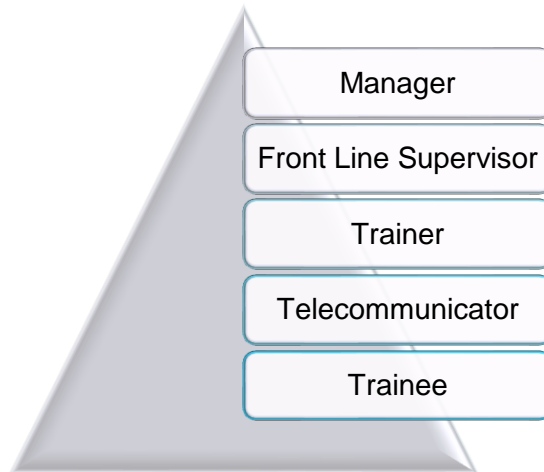 Manager
Front Line Supervisor
Trainer
Telecommunicator
Trainee